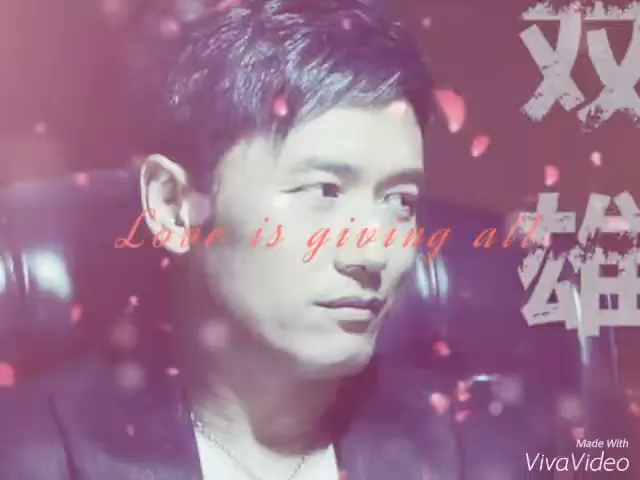 双
雄
Love is giving all
Made With
VivaVideo